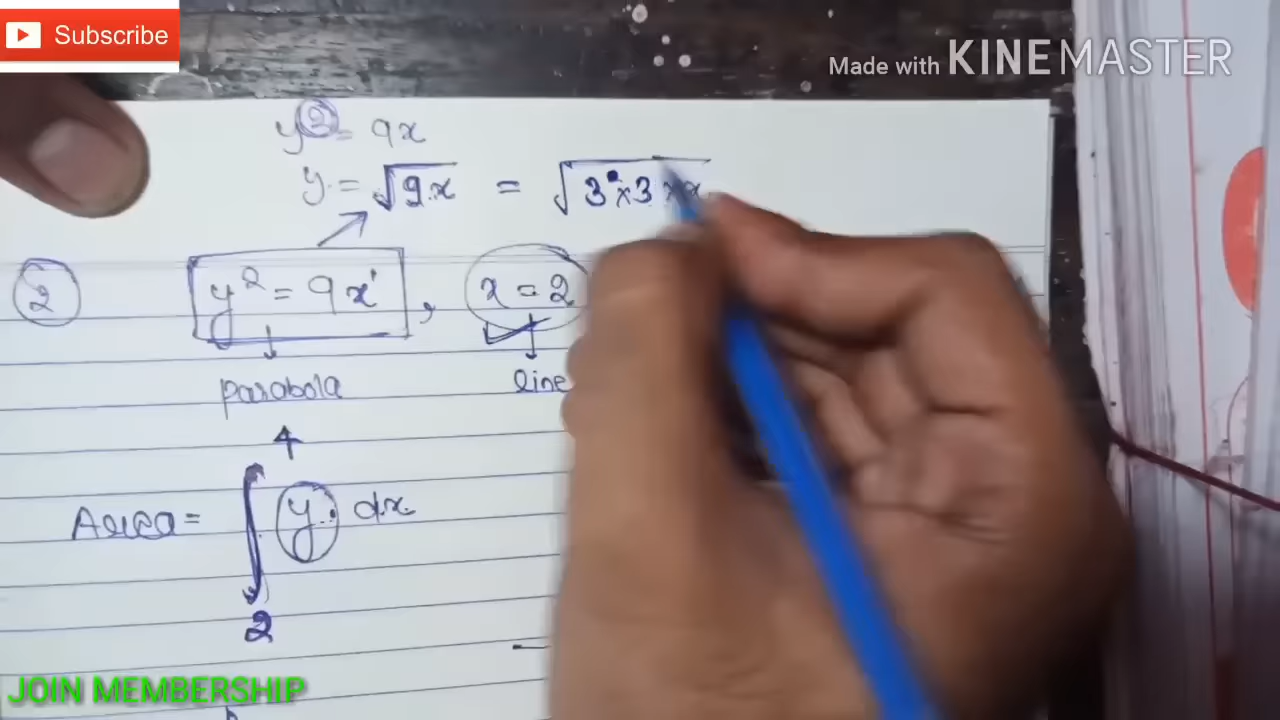 Subscribe
Made with KINEMASTER
y² = 9x
y = √9x = √3×3×x
2 y² = 9x , x = 2
parabola line
4
Area = ∫ y dx
2
JOIN MEMBERSHIP